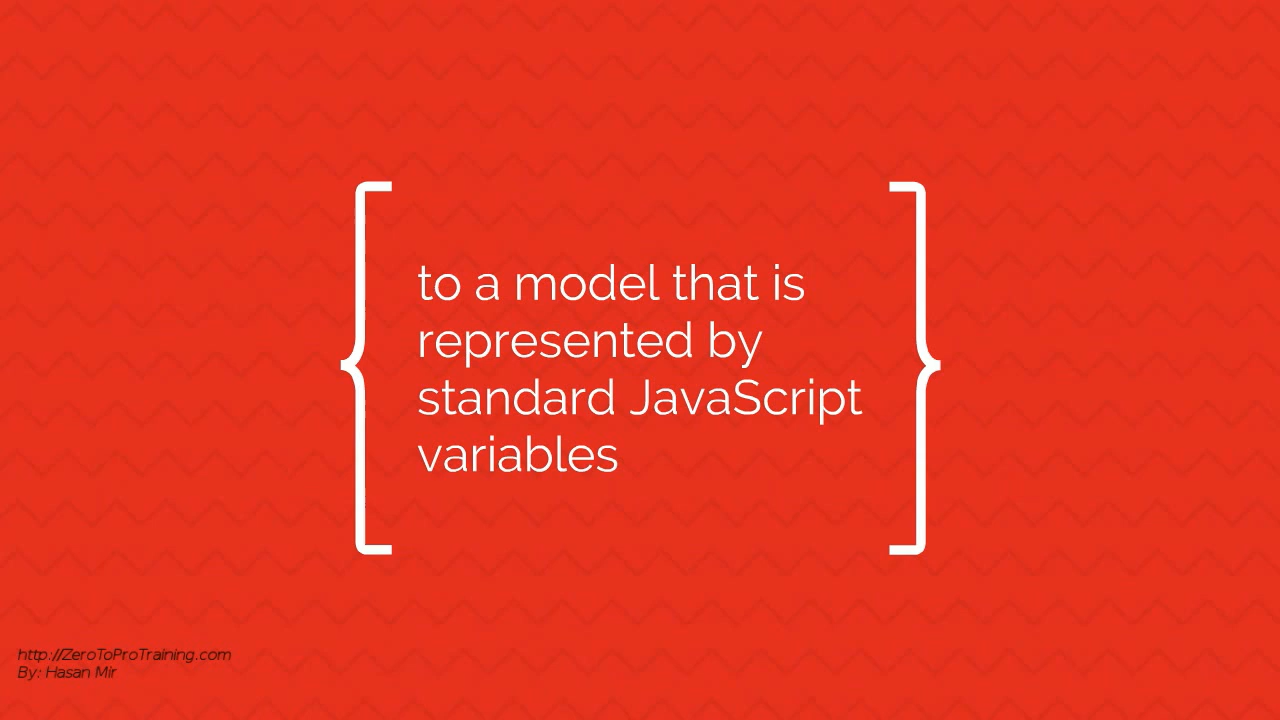 to a model that is
represented by
standard JavaScript
variables
http://ZeroToProTraining.com
By: Hasan Mir